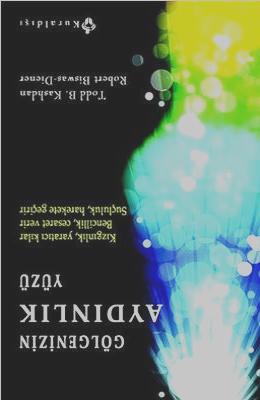 GÖLGENİZİN
AYDINLIK
YÜZÜ
Kızgınlık, yaratıcı kılar
Bencillik, cesaret verir
Suçluluk, harekete geçirir
Todd B. Kashdan
Robert Biswas-Diener
Kuraldışı